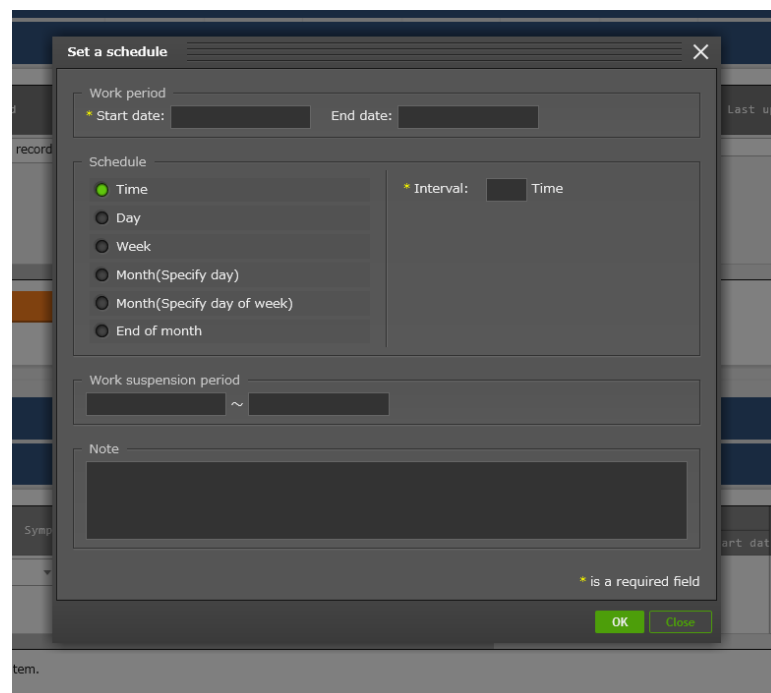 Set a schedule
Work period
* Start date: End date:
Last u
record
Schedule
Time * Interval: Time
Day
Week
Month(Specify day)
Month(Specify day of week)
End of month
Work suspension period
~
Note
Symp
art dat
* is a required field
OK Close
tem.